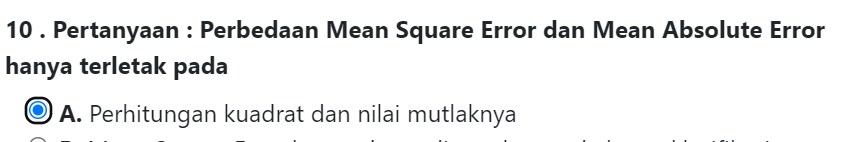 10 . Pertanyaan : Perbedaan Mean Square Error dan Mean Absolute Error
hanya terletak pada
A. Perhitungan kuadrat dan nilai mutlaknya